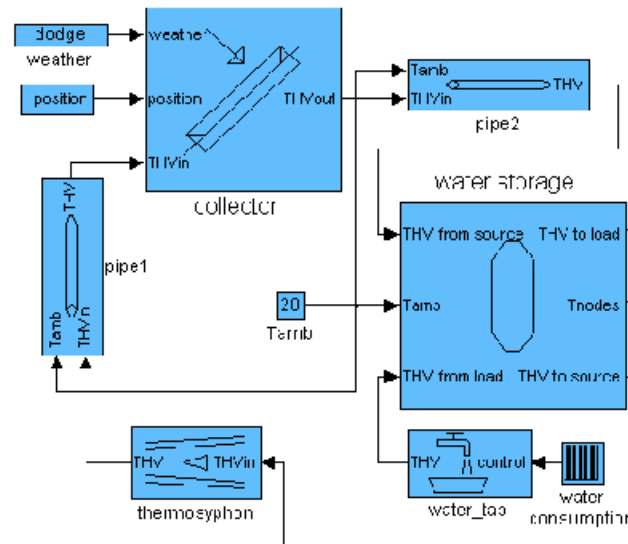 dodge
weather
weathe
position
position
THVin
THVout
collector
Tamb
THVin
THV
pipe2
THV
Tamb
THVin
pipe1
water storage
THV from source
THV to load
20
Tamb
Tamb
Tnodes
THV from load
THV to source
THV
THVin
thermosyphon
THV
control
water_tap
water
consumption